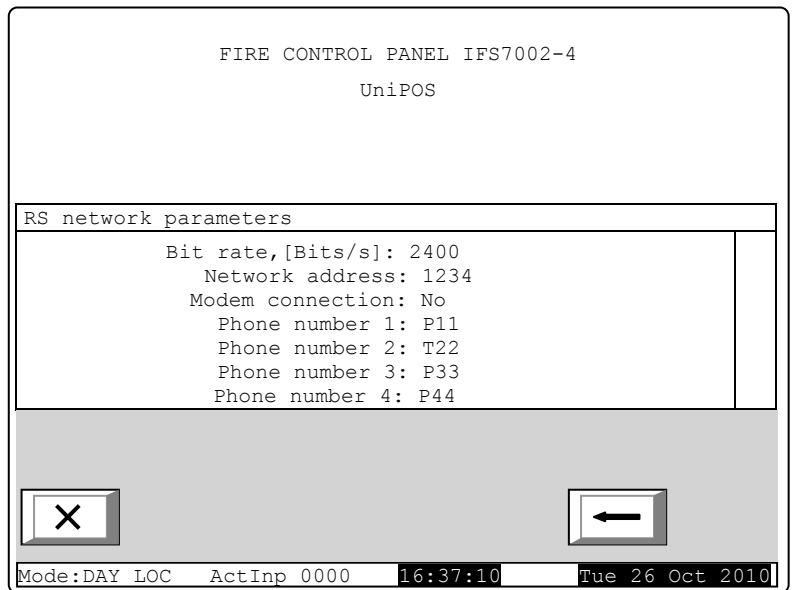 FIRE CONTROL PANEL IFS7002-4
UniPOS
RS network parameters
Bit rate,[Bits/s]: 2400
Network address: 1234
Modem connection: No
Phone number 1: P11
Phone number 2: T22
Phone number 3: P33
Phone number 4: P44
Mode:DAY LOC ActInp 0000 16:37:10 Tue 26 Oct 2010